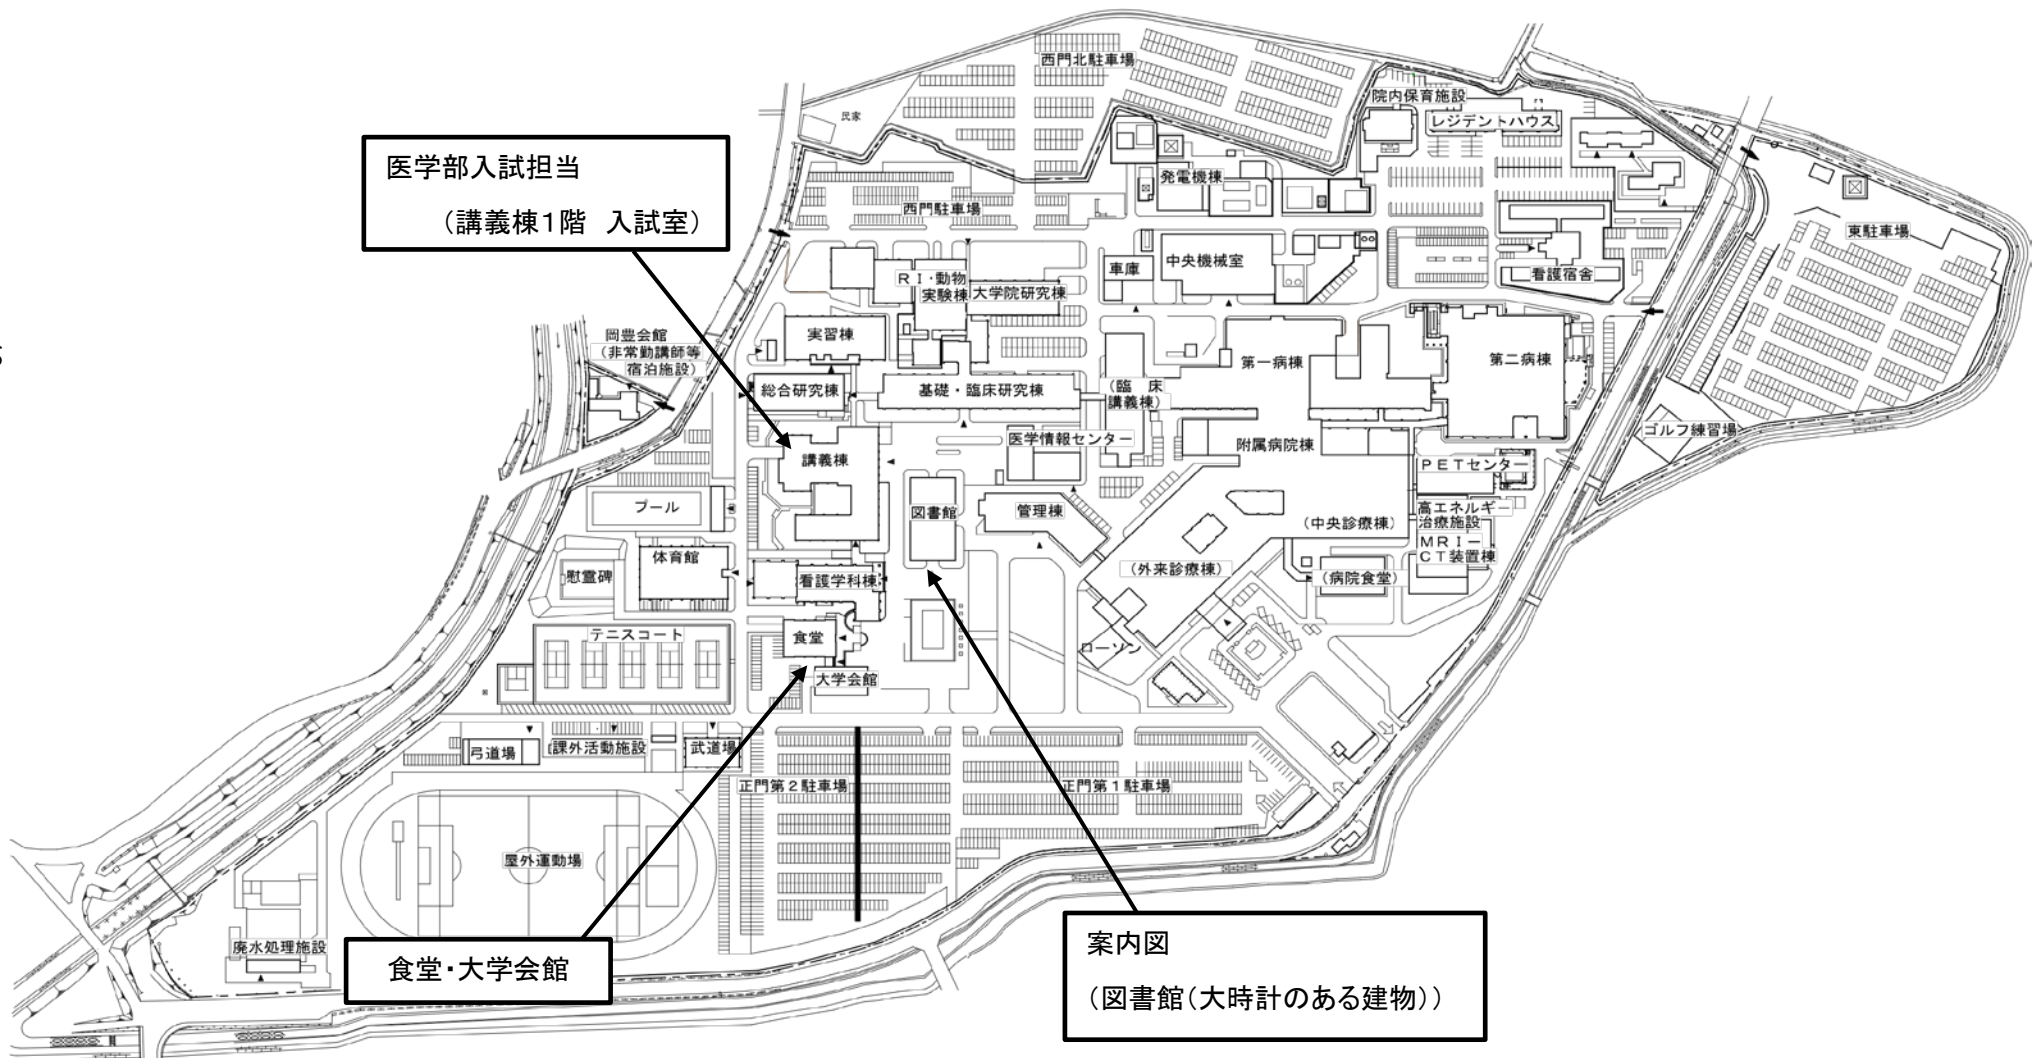 西門北駐車場
院内保育施設
レジデントハウス
民家
医学部入試担当
（講義棟1階　入試室）
発電機棟
西門駐車場
東駐車場
車庫
中央機械室
看護宿舎
ＲＩ・動物
実験棟
大学院研究棟
岡豊会館
（非常勤講師等
宿泊施設）
実習棟
第一病棟
第二病棟
総合研究棟
基礎・臨床研究棟
（臨　床
講義棟）
医学情報センター
附属病院棟
ゴルフ練習場
講義棟
ＰＥＴセンター
プール
図書館
管理棟
（中央診療棟）
高エネルギー
治療施設
ＭＲＩ－
ＣＴ装置棟
体育館
慰霊碑
看護学科棟
（外来診療棟）
（病院食堂）
テニスコート
食堂
ローソン
大学会館
弓道場
課外活動施設
武道場
正門第２駐車場
正門第１駐車場
屋外運動場
廃水処理施設
食堂・大学会館
案内図
（図書館（大時計のある建物））